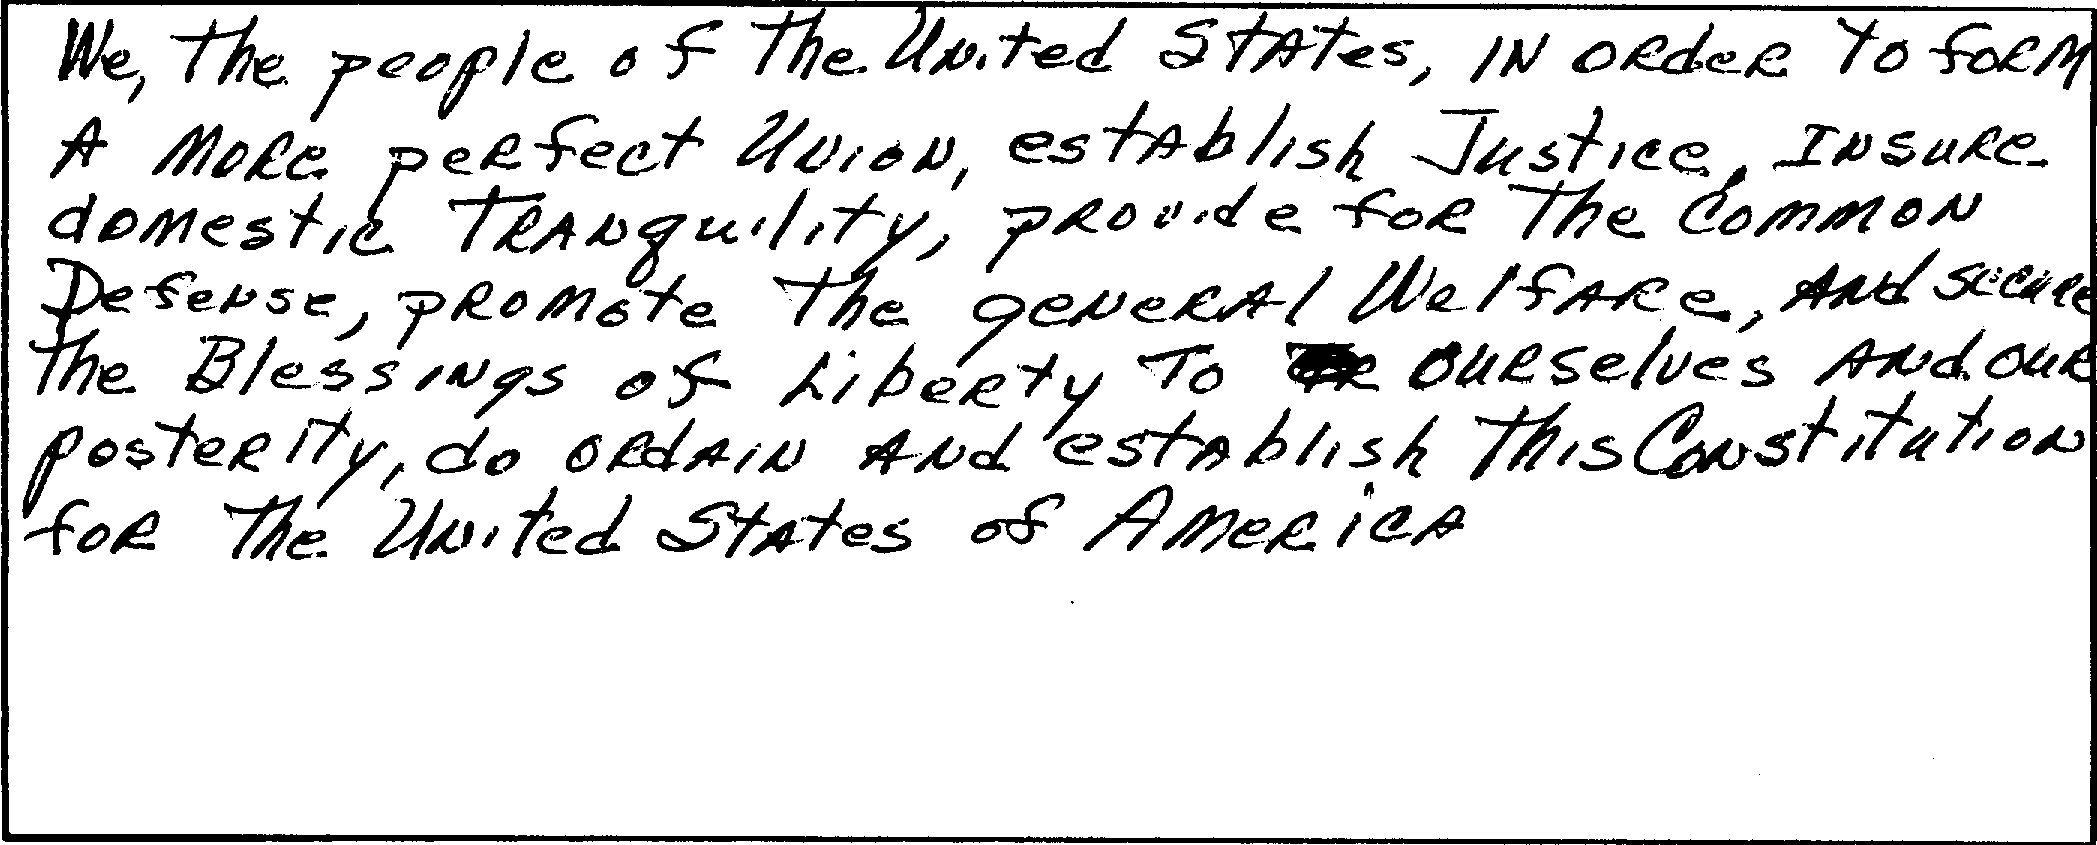 We, the people of the United States, in order to form
a more perfect Union, establish Justice, Insure
domestic Tranquility, provide for the Common
Defense, promote the general Welfare, and secure
the Blessings of Liberty to ourselves and our
posterity, do ordain and establish this Constitution
for the United States of America